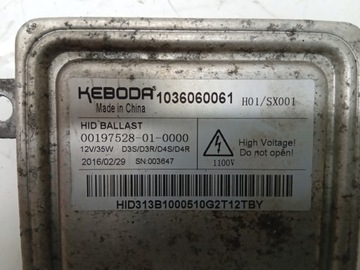 KEBODA 1036060061 H01/SX001
Made in China
HID BALLAST
00197528-01-0000
12V/35W D3S/D3R/D4S/D4R
2016/02/29 SN:003647
High Voltage!
Do not open!
1100V
HID313B1000510G2T12TBY